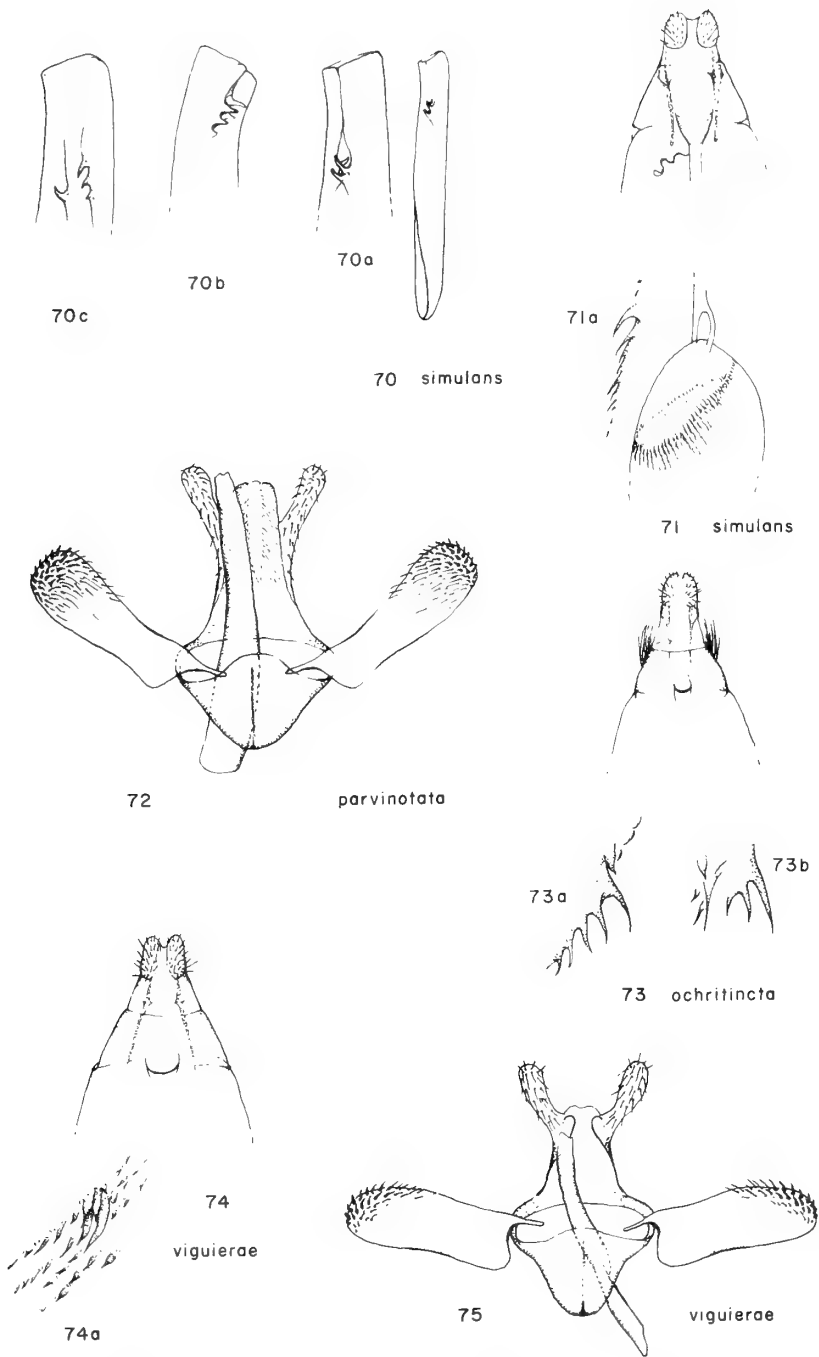 70c
70b
70a
70 simulans
71a
71 simulans
72 parvinotata
73a
73b
73 ochritincta
74
viguierae
74a
75 viguierae